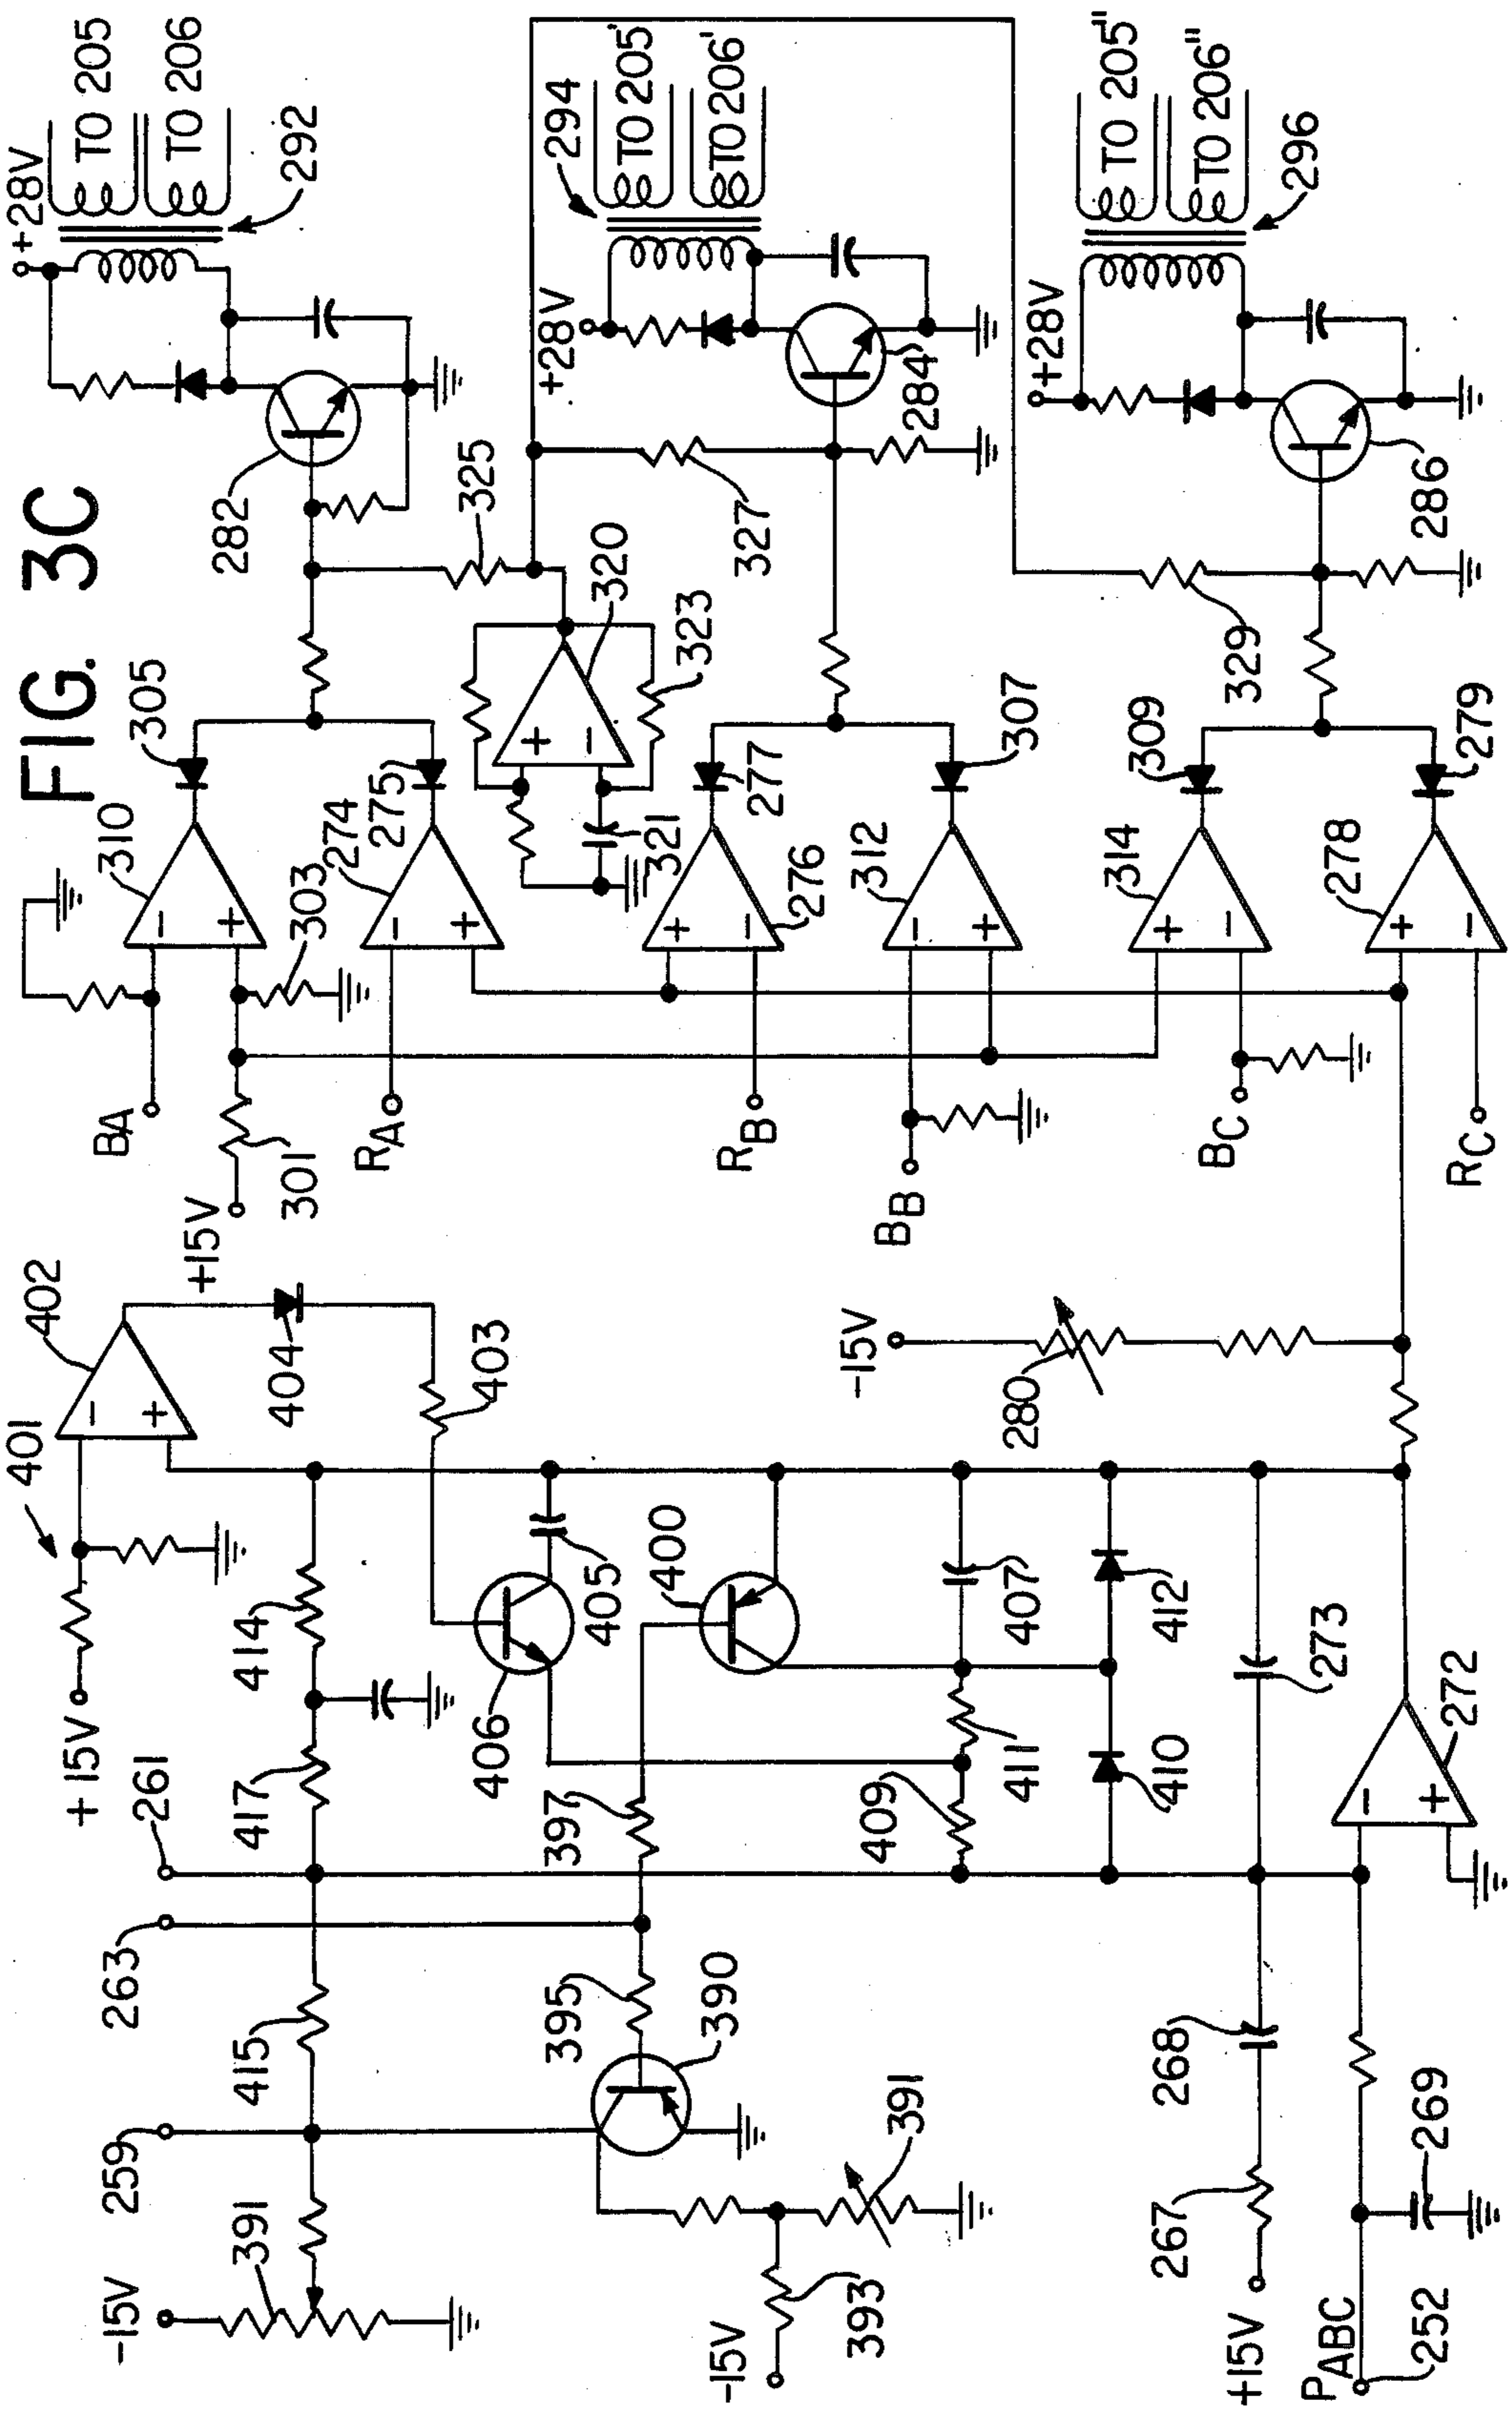 FIG. 3C
+28V
TO 205
TO 206
292
282
325
294
TO 205'
TO 206'
+28V
284
327
TO 205"
TO 206"
296
+28V
286
329
310
305
303
274
275
+
-
320
323
321
276
277
312
307
314
309
278
279
BA
+15V
301
RA
RB
BB
BC
RC
401
402
404
403
+15V
414
417
261
406
405
400
397
407
411
409
412
410
-15V
280
273
272
263
259
415
395
390
391
-15V
391
393
-15V
268
267
+15V
269
PABC
252